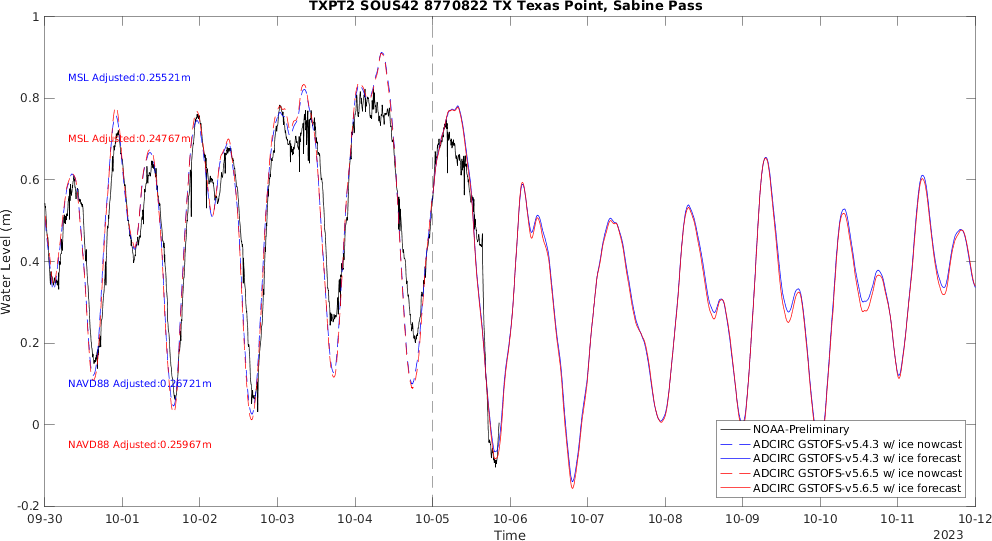 TXPT2 SOUS42 8770822 TX Texas Point, Sabine Pass
1
0.8
0.6
0.4
0.2
0
-0.2
Water Level (m)
MSL Adjusted:0.25521m
MSL Adjusted:0.24767m
NAVD88 Adjusted:0.26721m
NAVD88 Adjusted:0.25967m
NOAA-Preliminary
ADCIRC GSTOFS-v5.4.3 w/ ice nowcast
ADCIRC GSTOFS-v5.4.3 w/ ice forecast
ADCIRC GSTOFS-v5.6.5 w/ ice nowcast
ADCIRC GSTOFS-v5.6.5 w/ ice forecast
09-30 10-01 10-02 10-03 10-04 10-05 10-06 10-07 10-08 10-09 10-10 10-11 10-12
Time
2023